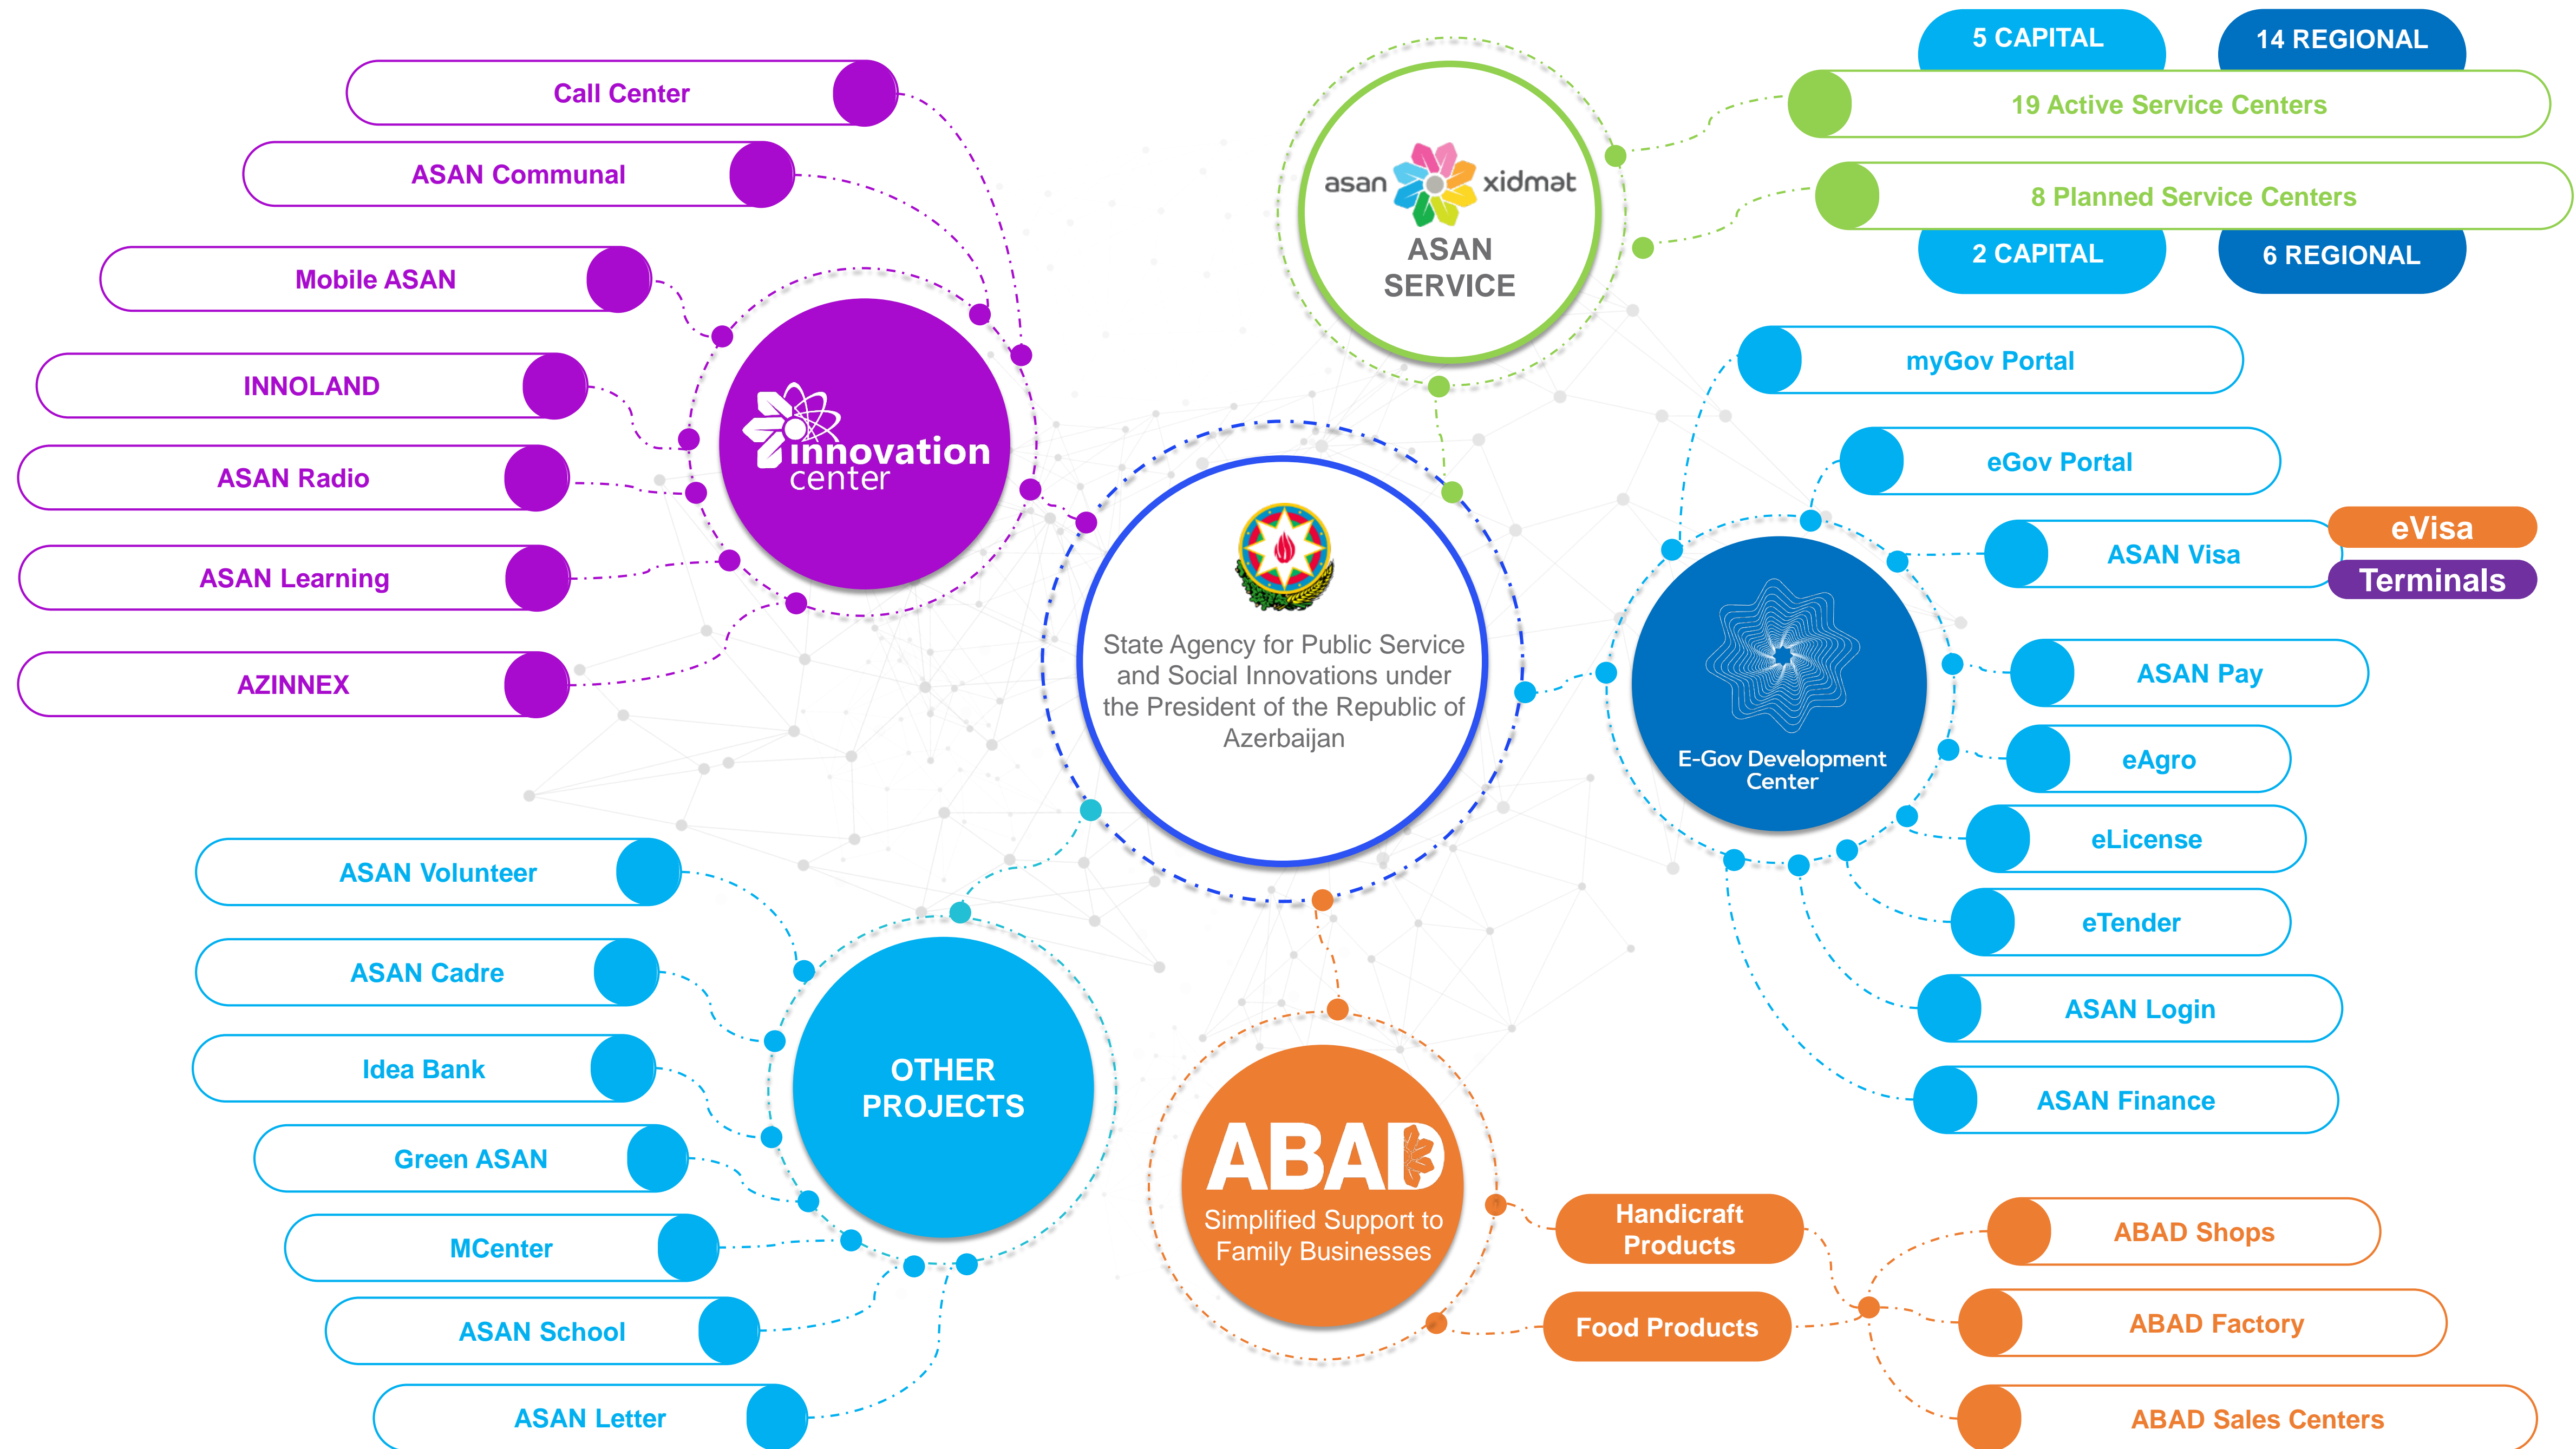 5 CAPITAL
14 REGIONAL
19 Active Service Centers
8 Planned Service Centers
2 CAPITAL
6 REGIONAL
asan xidmət
ASAN
SERVICE
Call Center
ASAN Communal
Mobile ASAN
INNOLAND
ASAN Radio
ASAN Learning
AZINNEX
innovation
center
State Agency for Public Service
and Social Innovations under
the President of the Republic of
Azerbaijan
myGov Portal
eGov Portal
ASAN Visa
eVisa
Terminals
ASAN Pay
eAgro
eLicense
eTender
ASAN Login
ASAN Finance
E-Gov Development
Center
ASAN Volunteer
ASAN Cadre
Idea Bank
Green ASAN
MCenter
ASAN School
ASAN Letter
OTHER
PROJECTS
ABAD
Simplified Support to
Family Businesses
Handicraft
Products
Food Products
ABAD Shops
ABAD Factory
ABAD Sales Centers